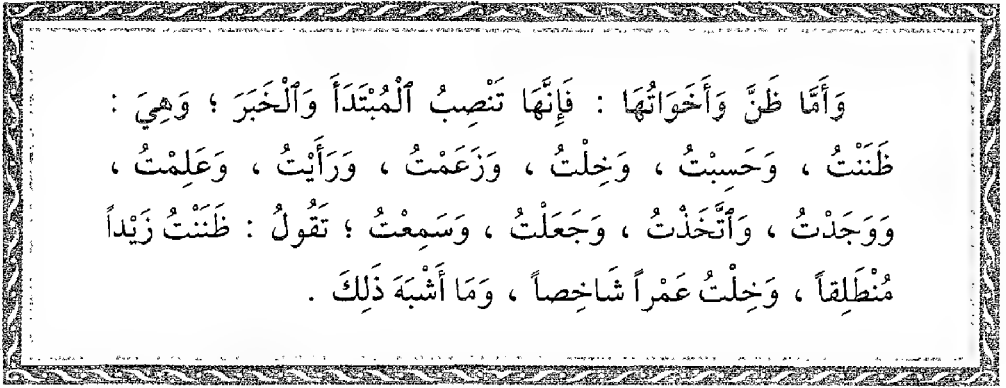 وَأَمَّا ظَنَّ وَأَخَوَاتُهَا : فَإِنَّهَا تَنْصِبُ ٱلْمُبْتَدَأَ وَٱلْخَبَرَ ؛ وَهِيَ :
ظَنَنْتُ ، وَحَسِبْتُ ، وَخِلْتُ ، وَزَعَمْتُ ، وَرَأَيْتُ ، وَعَلِمْتُ ،
وَوَجَدْتُ ، وَٱتَّخَذْتُ ، وَجَعَلْتُ ، وَسَمِعْتُ ؛ تَقُولُ : ظَنَنْتُ زَيْداً
مُنْطَلِقاً ، وَخِلْتُ عَمْراً شَاخِصاً ، وَمَا أَشْبَهَ ذَلِكَ .